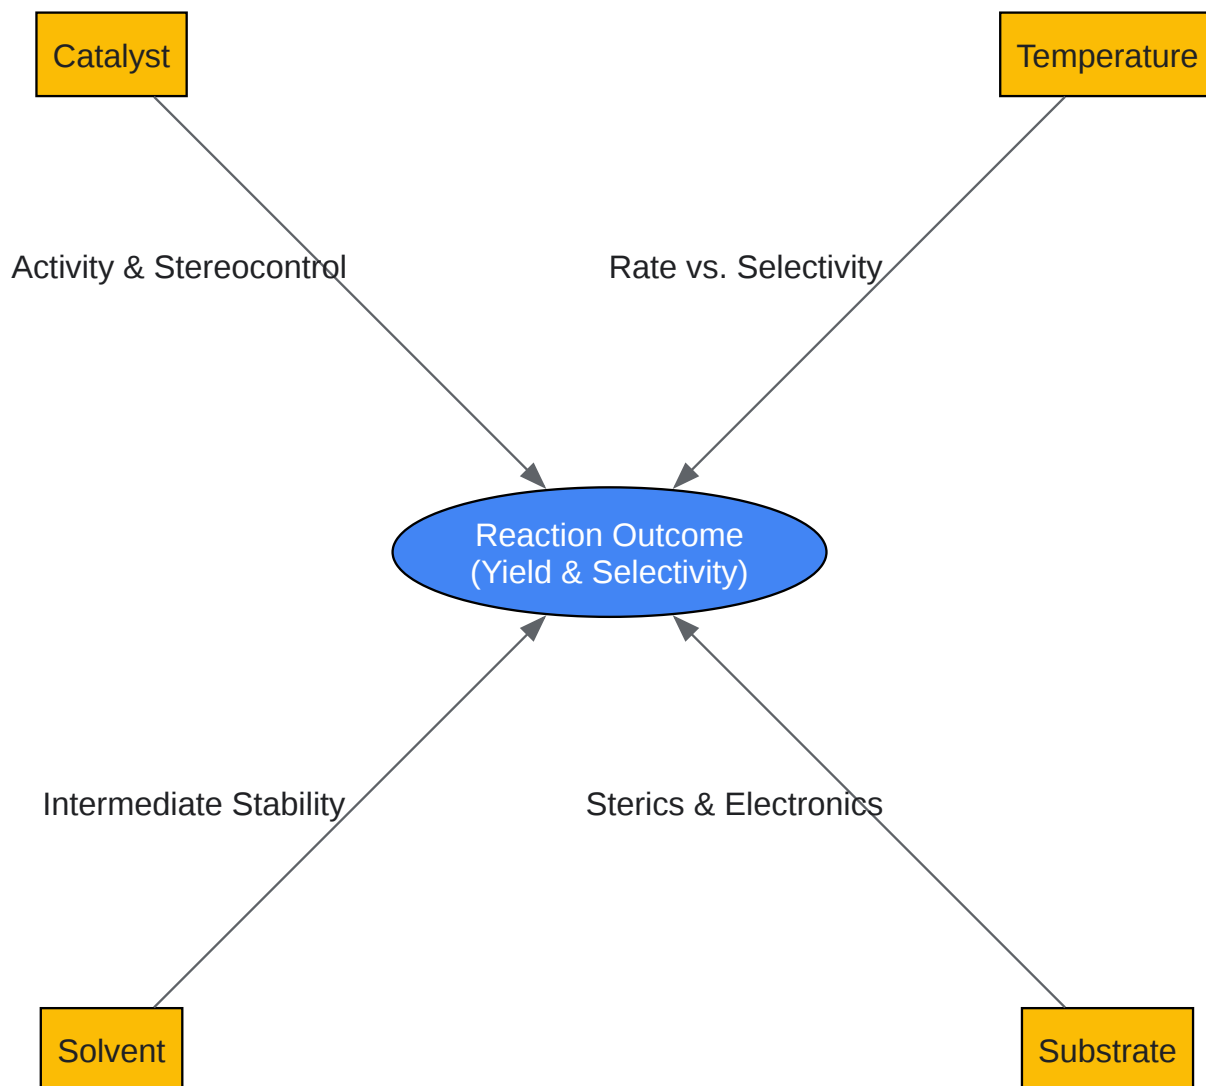 Catalyst
Temperature
Activity & Stereocontrol
Rate vs. Selectivity
Reaction Outcome
(Yield & Selectivity)
Intermediate Stability
Sterics & Electronics
Solvent
Substrate